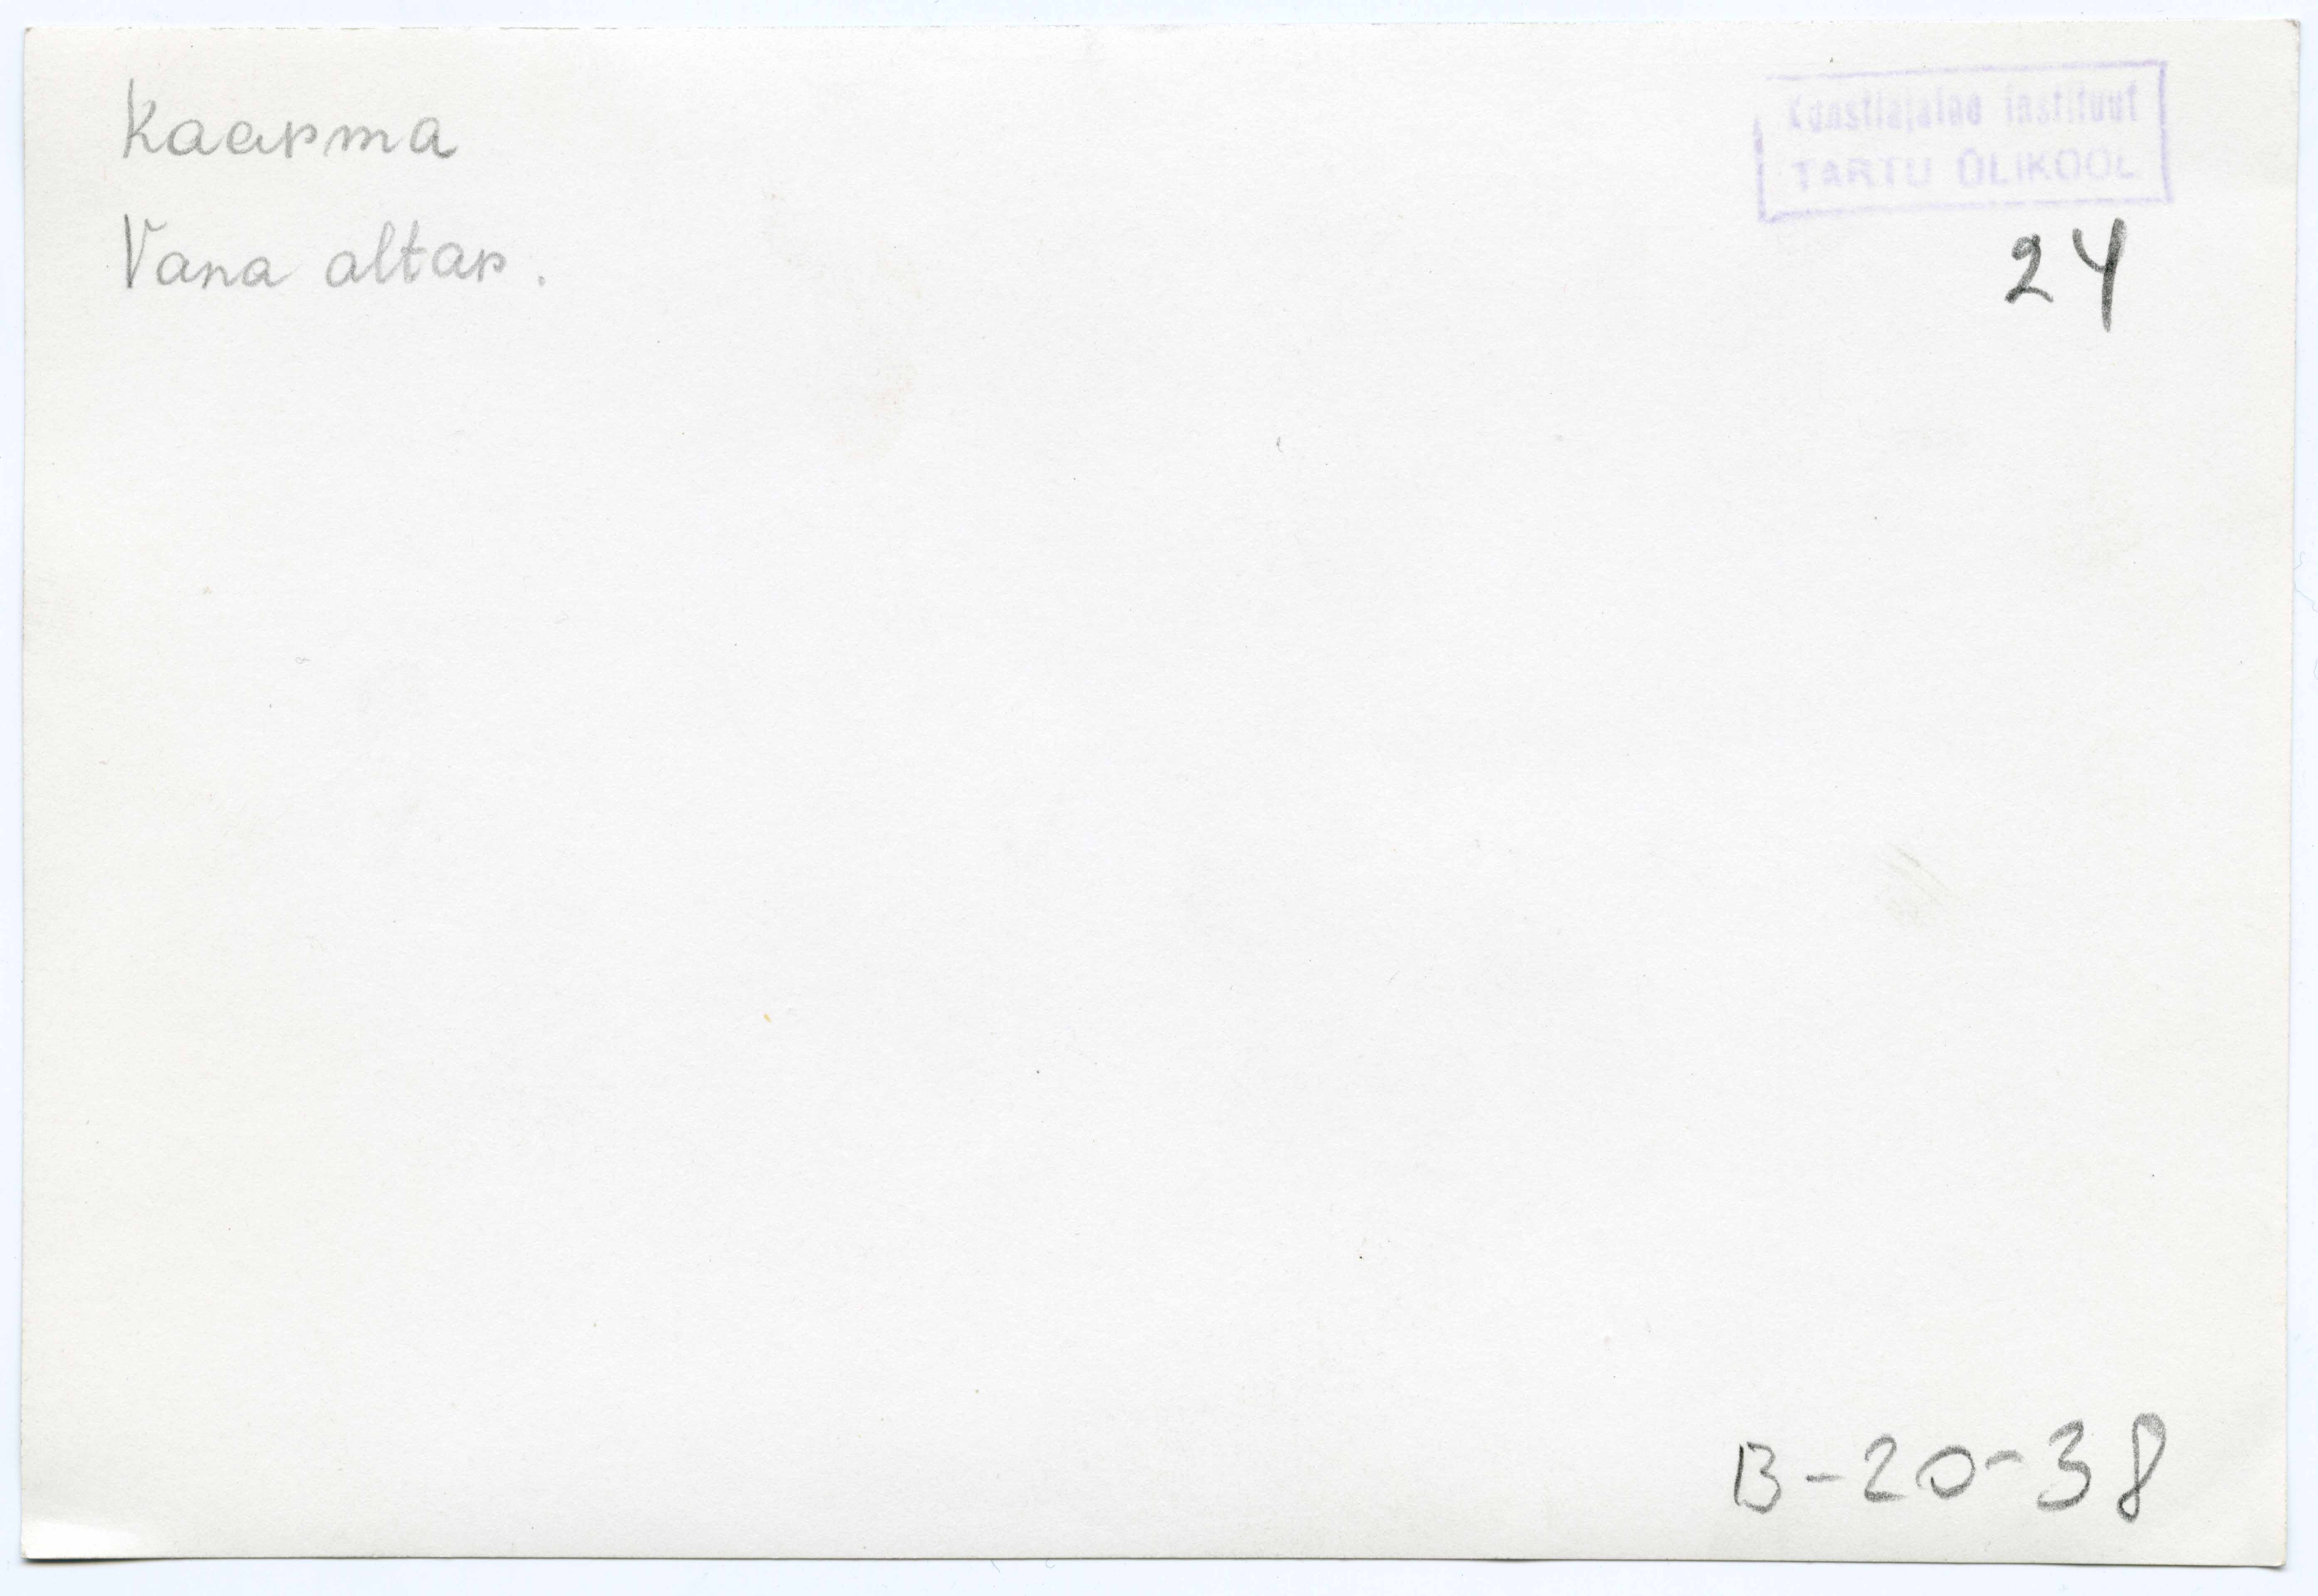 Kaarma
Vana altar.
Kunstiajaloo Instituut
TARTU ÜLIKOOL
24
B-20-38